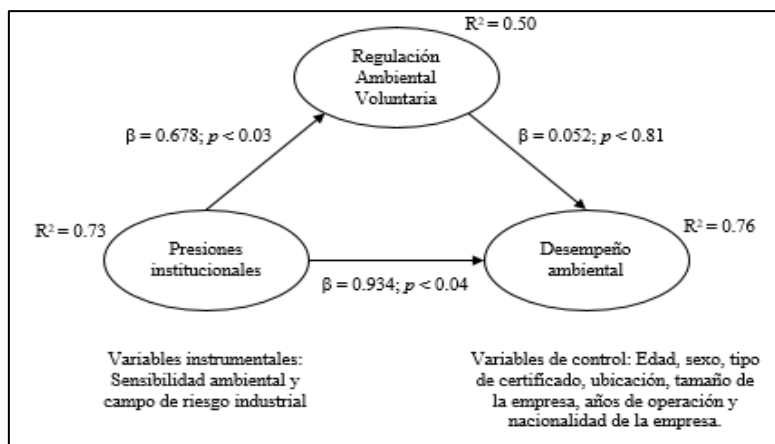 R² = 0.50
Regulación
Ambiental
Voluntaria
β = 0.678; p < 0.03
β = 0.052; p < 0.81
R² = 0.73
Presiones
institucionales
R² = 0.76
Desempeño
ambiental
β = 0.934; p < 0.04
Variables instrumentales:
Sensibilidad ambiental y
campo de riesgo industrial
Variables de control: Edad, sexo, tipo
de certificado, ubicación, tamaño de
la empresa, años de operación y
nacionalidad de la empresa.